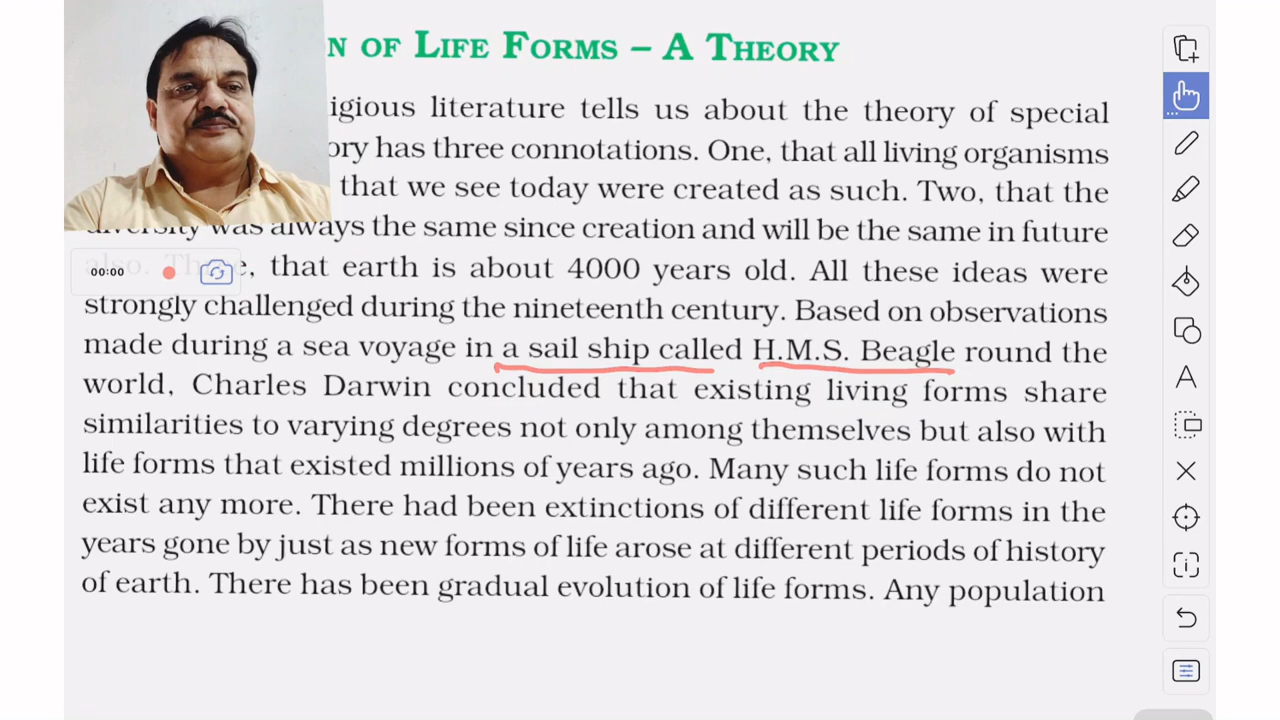 N OF LIFE FORMS – A THEORY
igious literature tells us about the theory of special
ory has three connotations. One, that all living organisms
that we see today were created as such. Two, that the
diversity was always the same since creation and will be the same in future
also. Three, that earth is about 4000 years old. All these ideas were
00:00
strongly challenged during the nineteenth century. Based on observations
made during a sea voyage in a sail ship called H.M.S. Beagle round the
world, Charles Darwin concluded that existing living forms share
similarities to varying degrees not only among themselves but also with
life forms that existed millions of years ago. Many such life forms do not
exist any more. There had been extinctions of different life forms in the
years gone by just as new forms of life arose at different periods of history
of earth. There has been gradual evolution of life forms. Any population